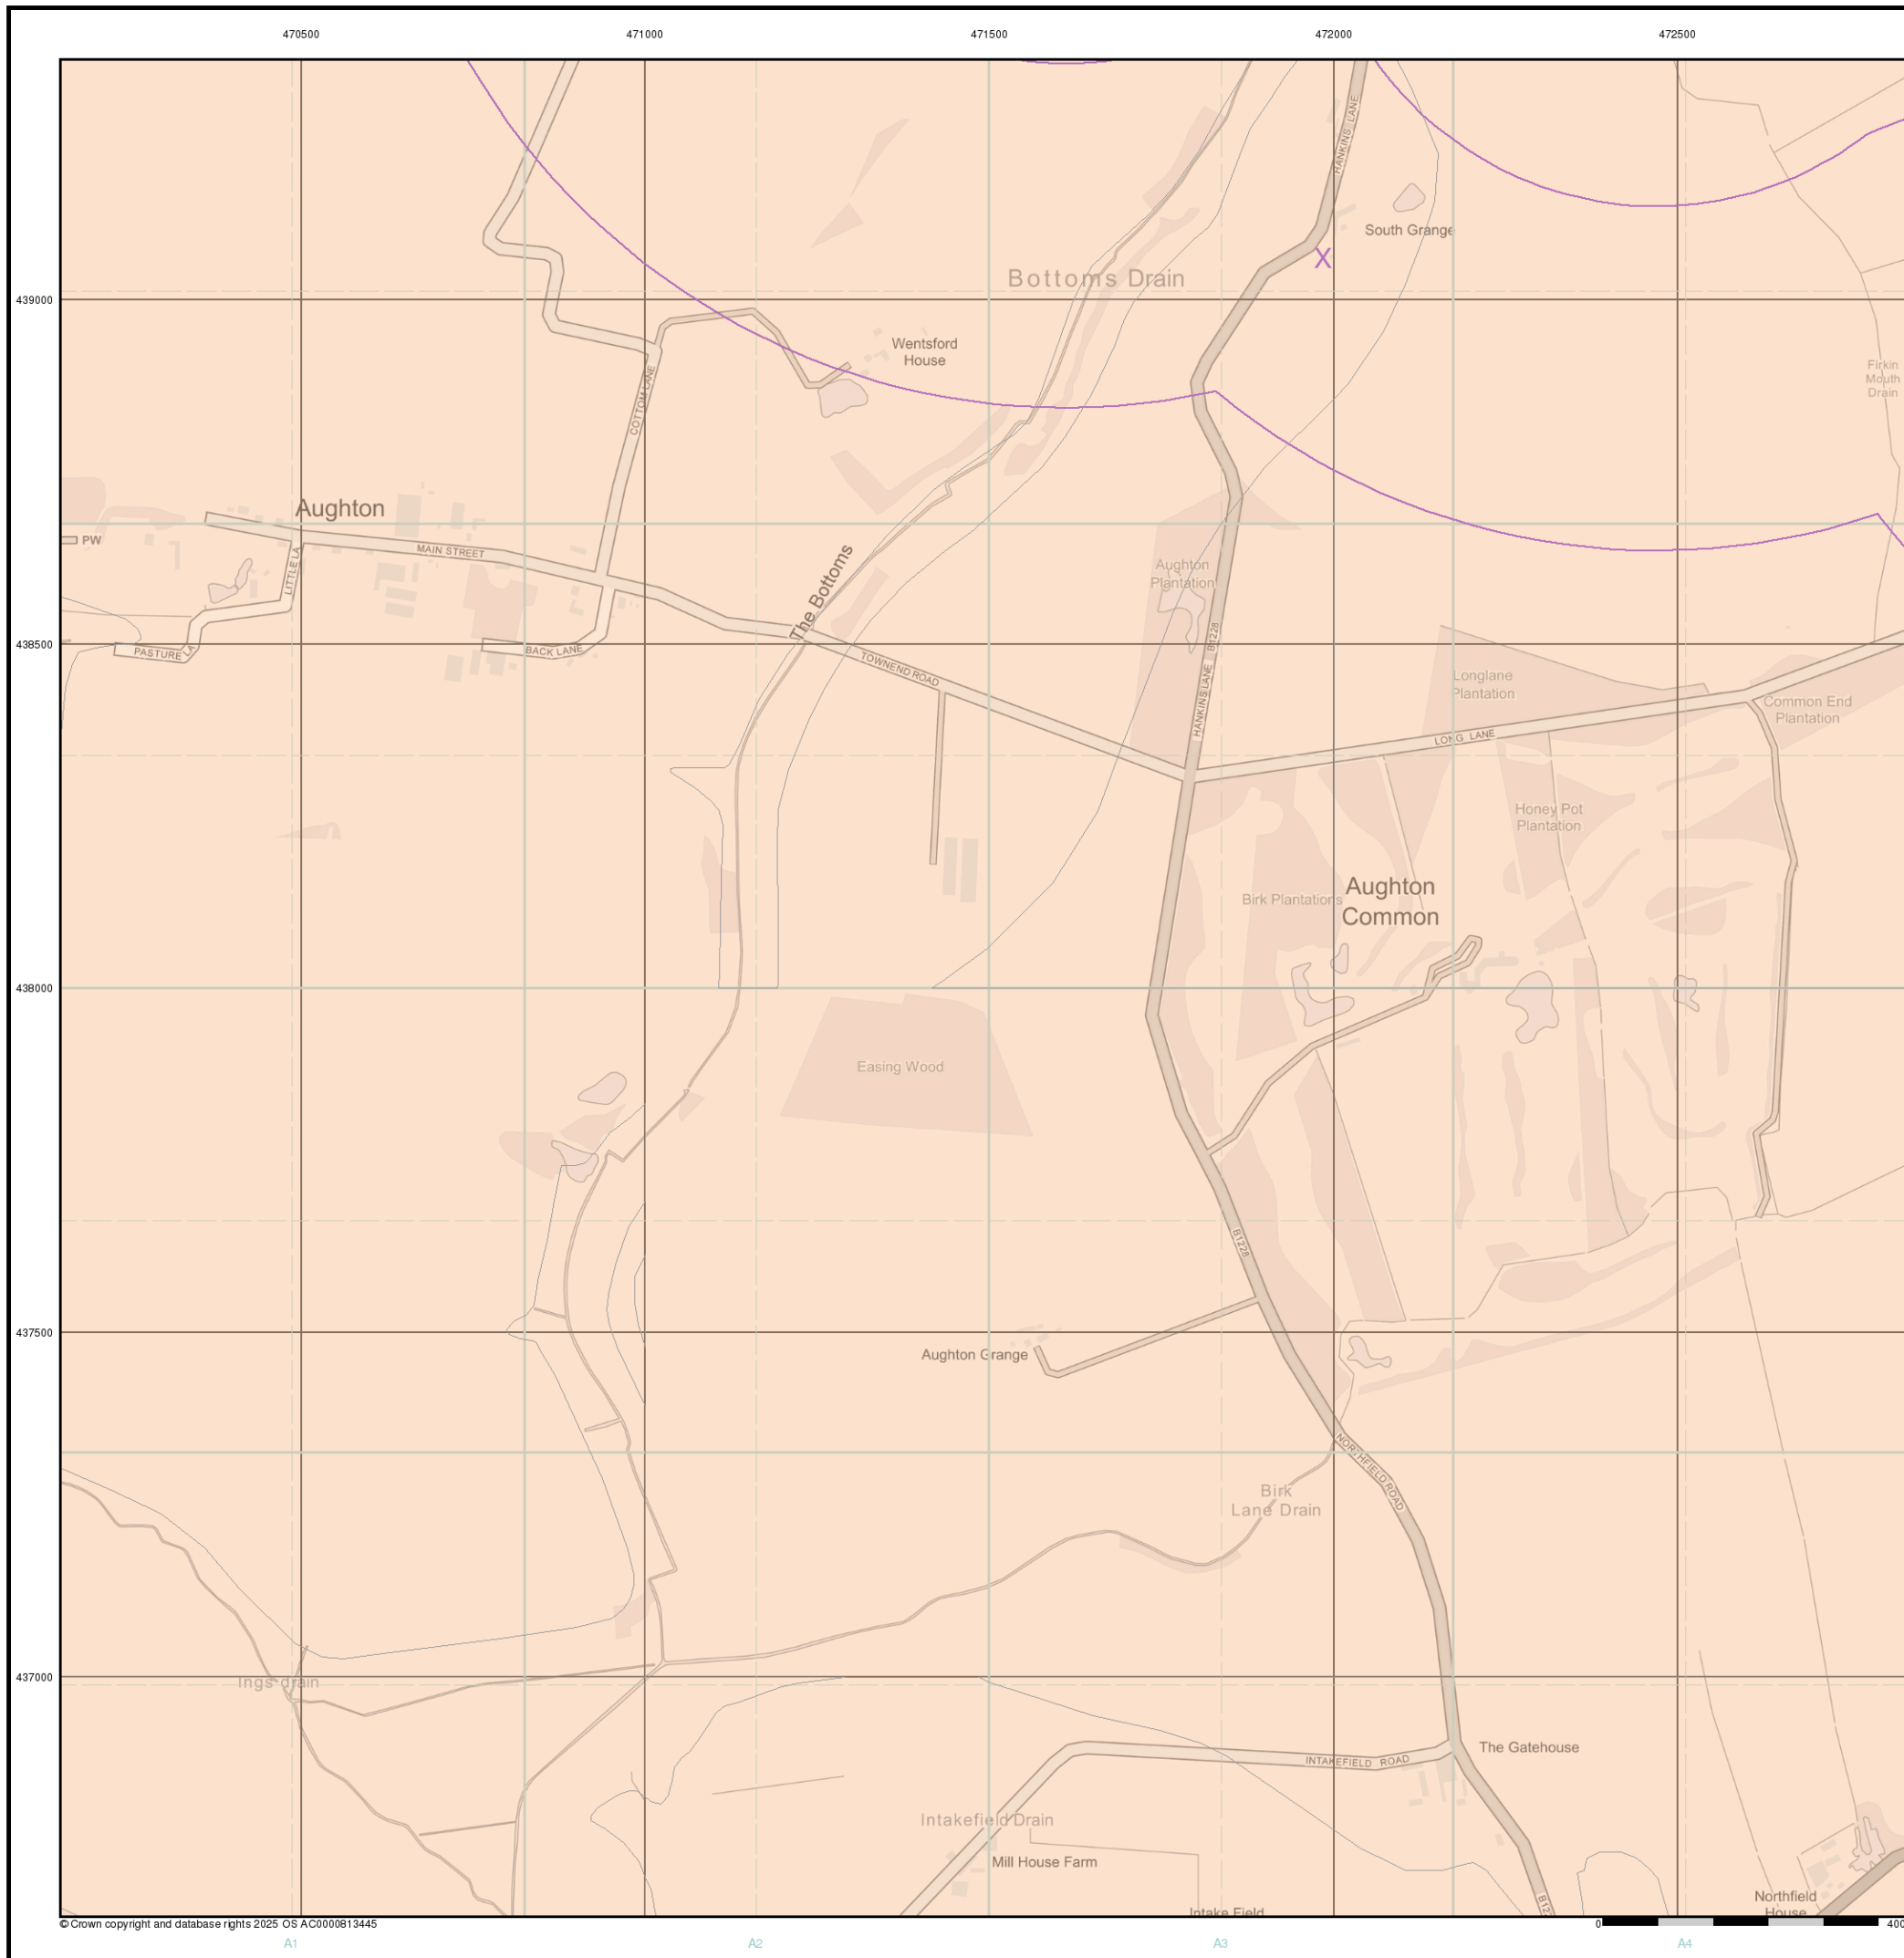 470500 471000 471500 472000 472500
HANKINS LANE
South Grange
X
Bottoms Drain
439000
Wentsford
House
Firkin
Mouth
Drain
COTTOM LANE
Aughton
PW
MAIN STREET
LITTLE LA
The Bottoms
Aughton
Plantation
438500
PASTURE LA
BACK LANE
TOWNEND ROAD
HANKINS LANE B1228
Longlane
Plantation
Common End
Plantation
LONG LANE
Honey Pot
Plantation
Birk Plantations
Aughton
Common
438000
Easing Wood
B1228
437500
Aughton Grange
NORTHFIELD ROAD
Birk
Lane Drain
437000
Ings drain
The Gatehouse
INTAKEFIELD ROAD
Intakefield Drain
Mill House Farm
Northfield
House
Intake Field
© Crown copyright and database rights 2025 OS AC0000813445
0 400
A1 A2 A3 A4